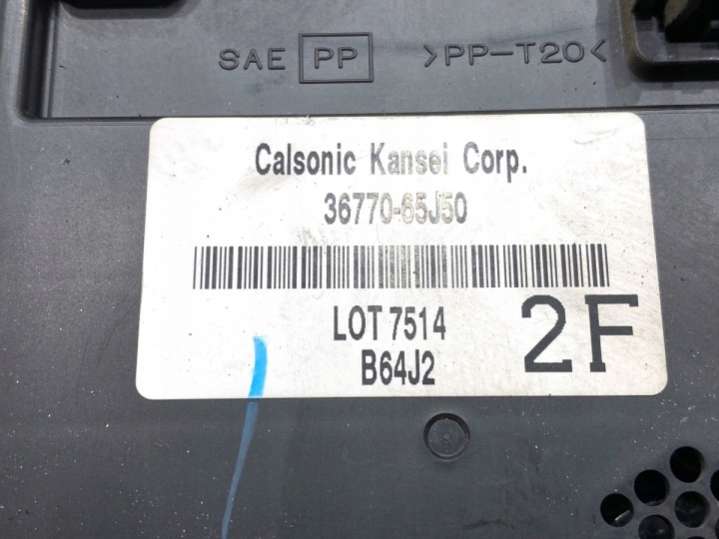 SAE PP >PP-T20<
Calsonic Kansei Corp.
36770-65J50
LOT 7514
B64J2
2F